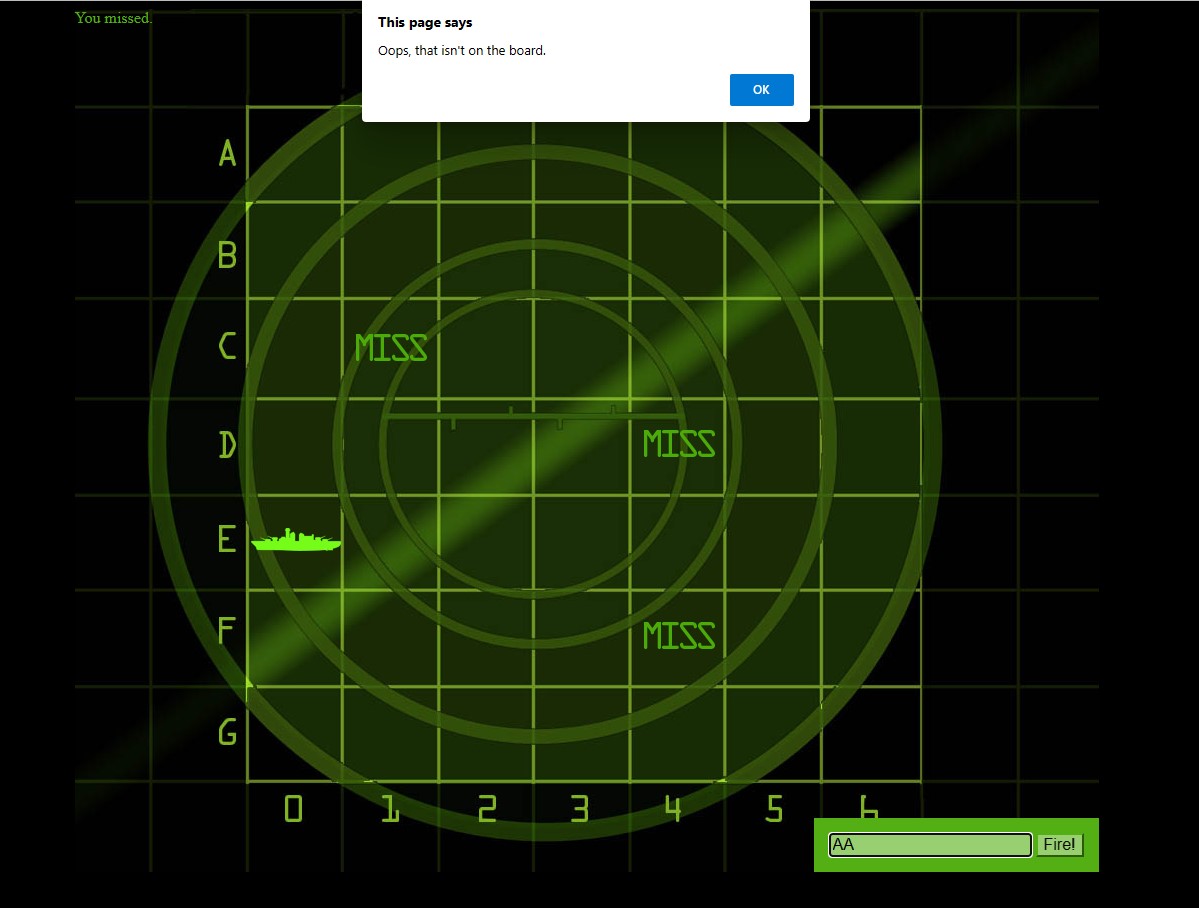 You missed.
This page says
Oops, that isn't on the board.
OK
A
B
C MISS
D MISS
E
F MISS
G
0 1 2 3 4 5 6
AA Fire!